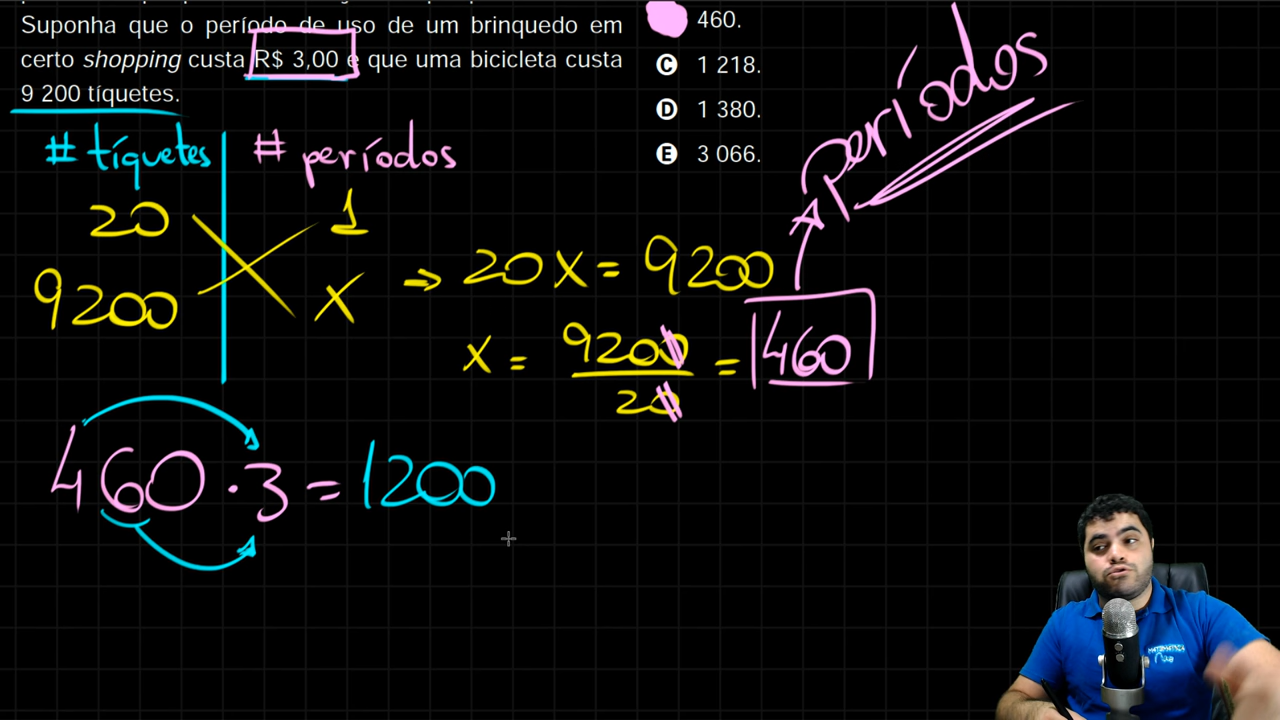 Suponha que o período de uso de um brinquedo em
certo shopping custa R$ 3,00 e que uma bicicleta custa
9 200 tíquetes.
460.
C 1 218.
D 1 380.
E 3 066.
períodos
# tíquetes # períodos
20 1
9200 x
⇒ 20x = 9200
x = 9200/20 = 460
460 · 3 = 1200
MATEMÁTICA